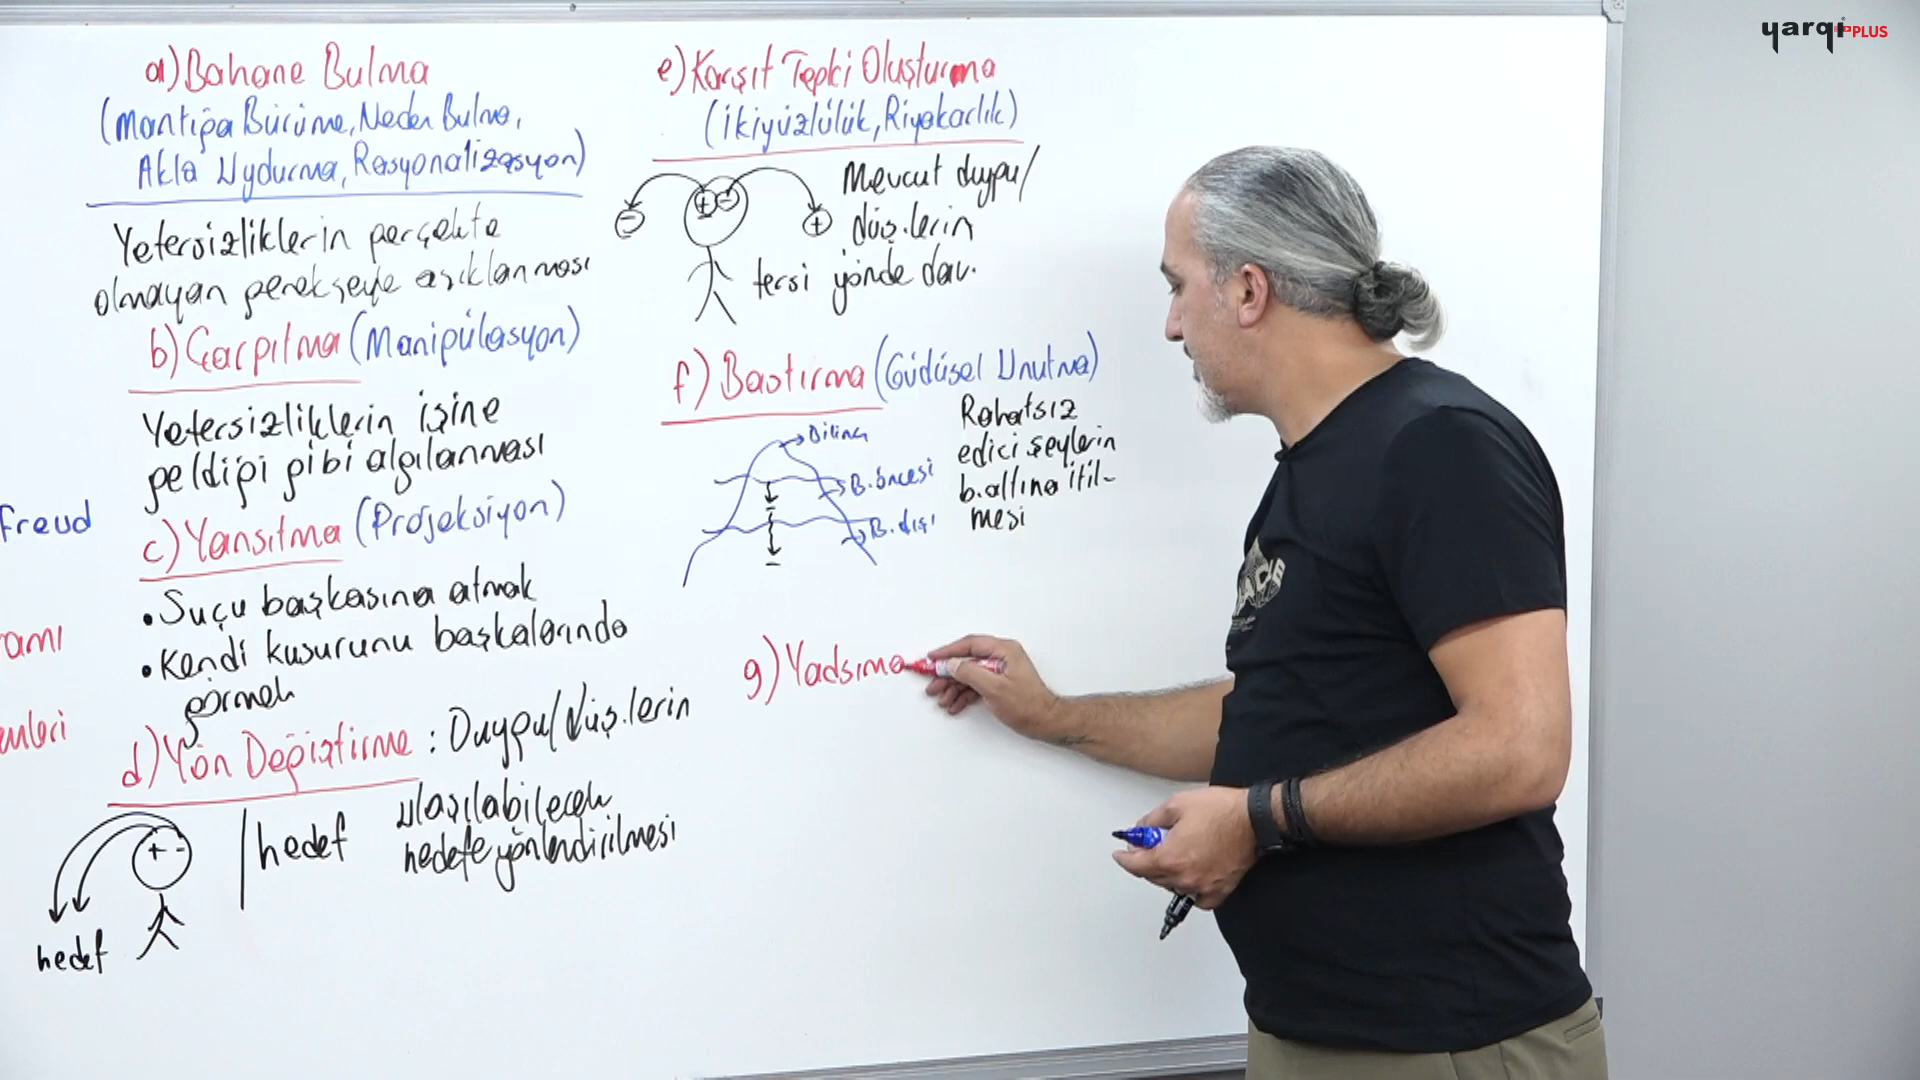 yarqı PLUS
a) Bahane Bulma
(Mantığa Bürüme, Neden Bulma,
Akla Uydurma, Rasyonalizasyon)
Yetersizliklerin gerçekte
olmayan gerekçeyle açıklanması
b) Çarpıtma (Manipülasyon)
Yetersizliklerin işine
geldiği gibi algılanması
Freud
c) Yansıtma (Projeksiyon)
• Suçu başkasına atmak
• Kendi kusurunu başkalarında
görmek
ramı
d) Yön Değiştirme : Duygu/düş.lerin
ulaşılabilecek
hedefe yönlendirilmesi
+ -
hedef
hedef
e) Karşıt Tepki Oluşturma
(İkiyüzlülük, Riyakarlık)
- + - +
Mevcut duygu/
düş.lerin
tersi yönde dav.
f) Bastırma (Güdüsel Unutma)
Bilinç
B. öncesi
B. dışı
Rahatsız
edici şeylerin
b.altına itil-
mesi
g) Yadsıma